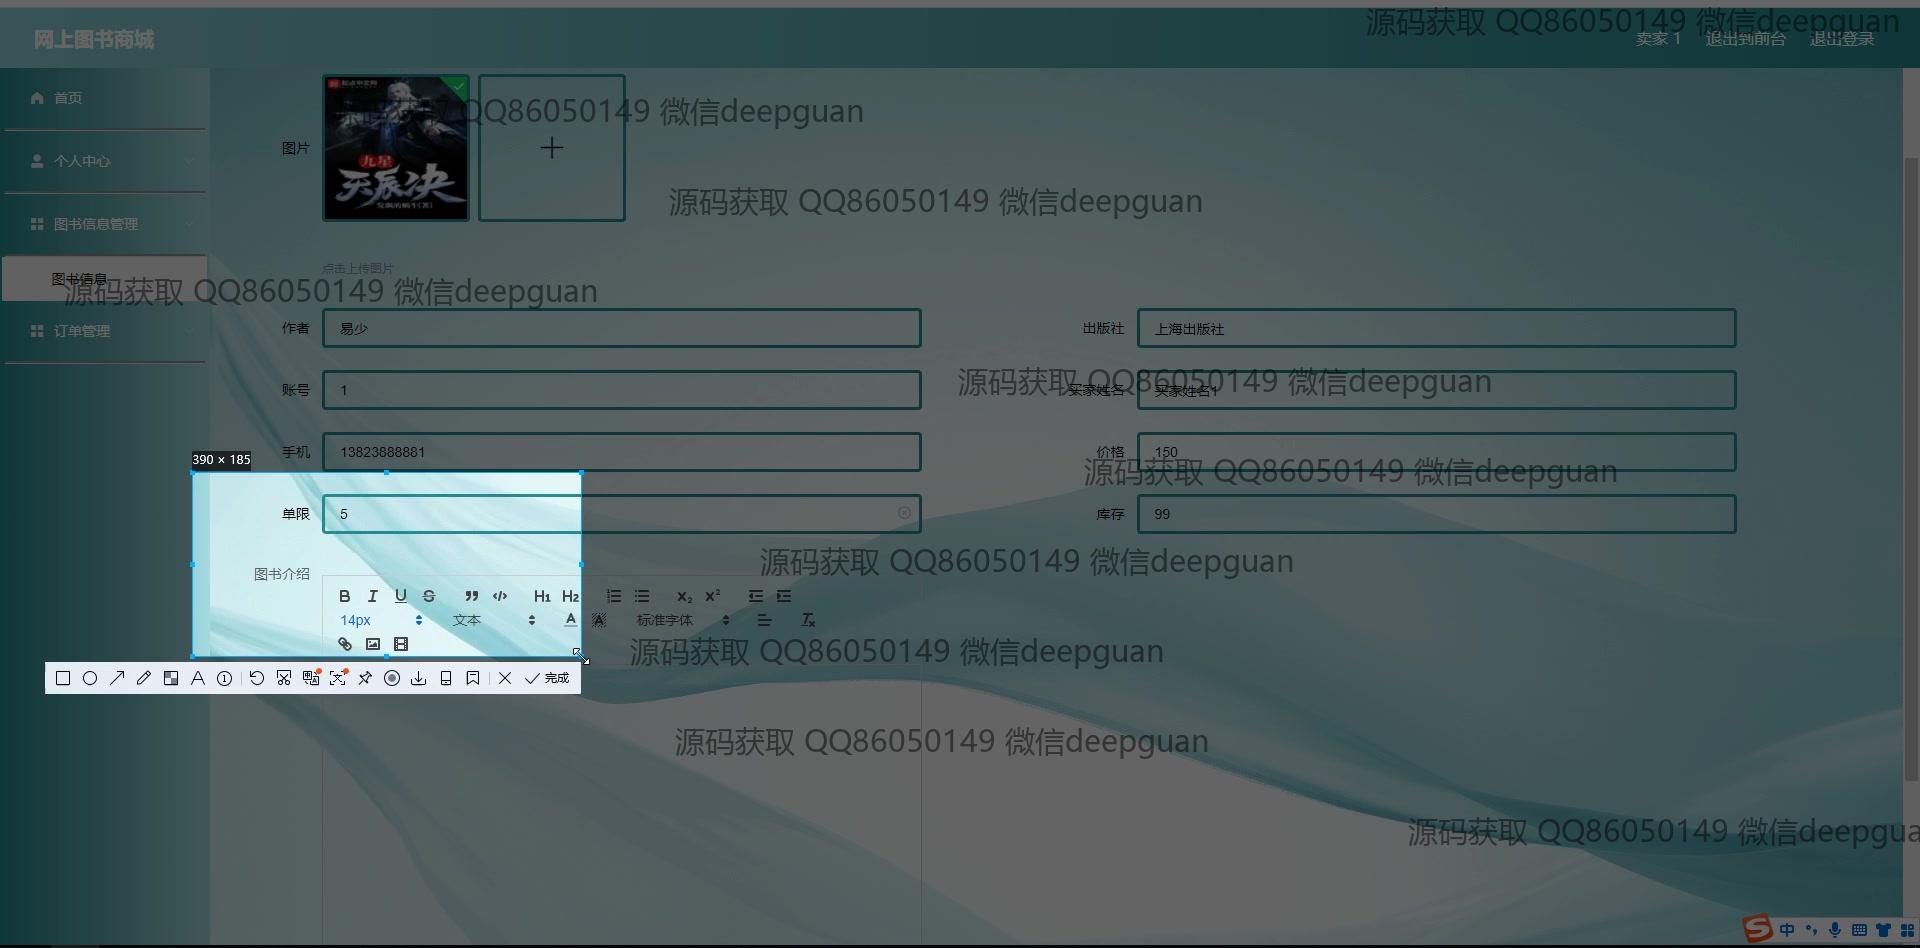 源码获取 QQ86050149 微信deepguan
网上图书商城
卖家 1 退出到前台 退出登录
首页
源码获取 QQ86050149 微信deepguan
图片
个人中心
九星
天辰决
源码获取 QQ86050149 微信deepguan
图书信息管理
点击上传图片
图书信息
源码获取 QQ86050149 微信deepguan
订单管理
作者 易少 出版社 上海出版社
源码获取 QQ86050149 微信deepguan
账号 1 买家姓名 买家姓名1
390 × 185
手机 13823888881 价格 150
源码获取 QQ86050149 微信deepguan
单限 5 库存 99
源码获取 QQ86050149 微信deepguan
图书介绍
B I U S H1 H2 X2 X2
14px 文本 A A 标准字体 Tx
源码获取 QQ86050149 微信deepguan
完成
源码获取 QQ86050149 微信deepguan
源码获取 QQ86050149 微信deepgua
中